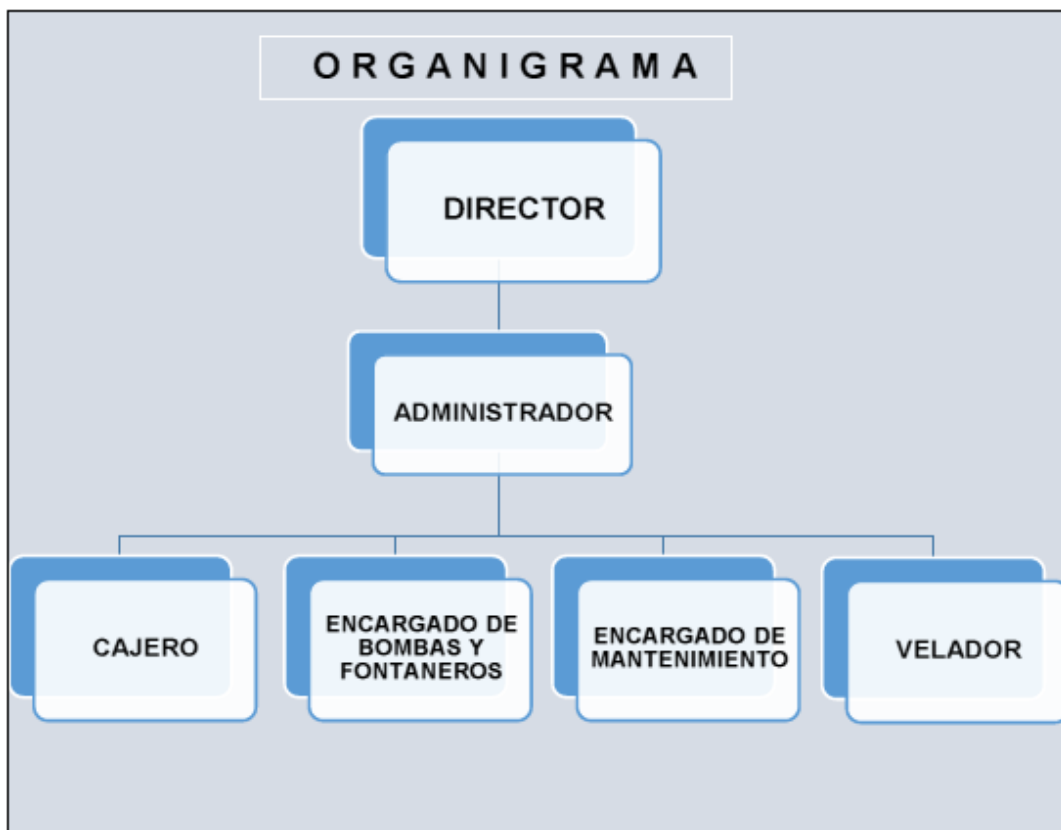 ORGANIGRAMA
DIRECTOR
ADMINISTRADOR
CAJERO
ENCARGADO DE
BOMBAS Y
FONTANEROS
ENCARGADO DE
MANTENIMIENTO
VELADOR